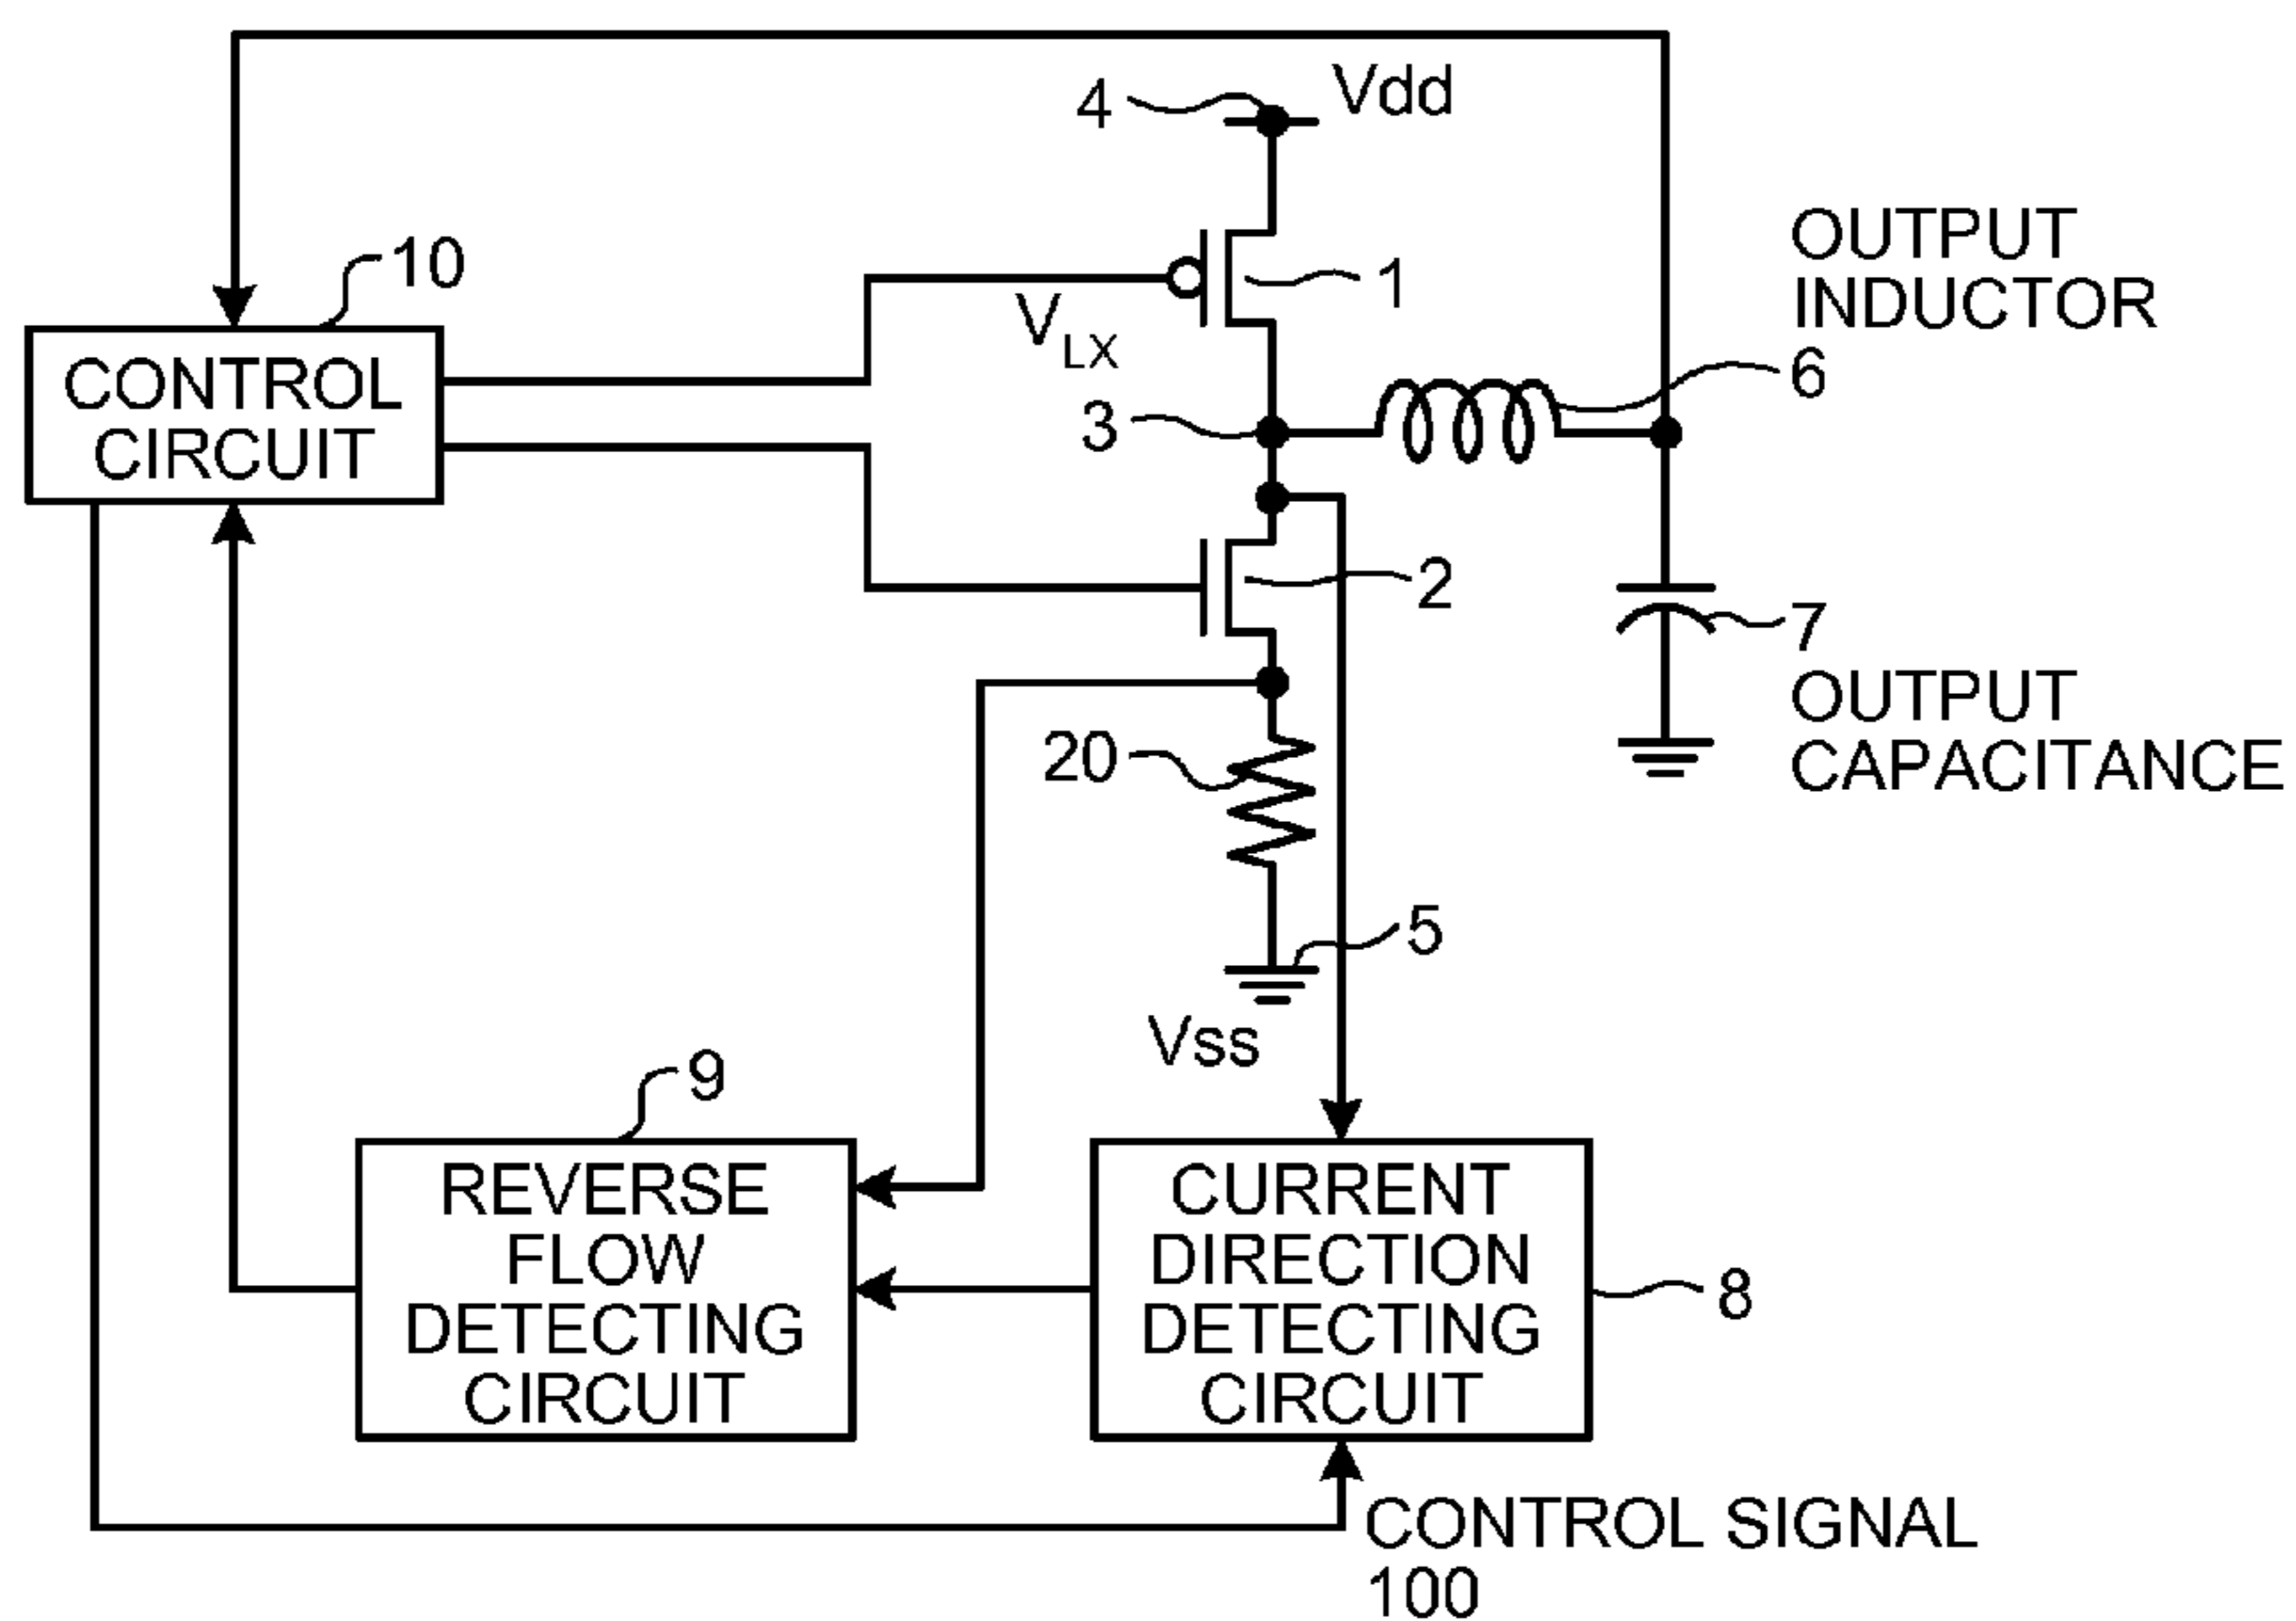 4
Vdd
10
1
OUTPUT
INDUCTOR
6
VLX
CONTROL
CIRCUIT
3
2
7
OUTPUT
CAPACITANCE
20
5
Vss
9
REVERSE
FLOW
DETECTING
CIRCUIT
CURRENT
DIRECTION
DETECTING
CIRCUIT
8
CONTROL SIGNAL
100